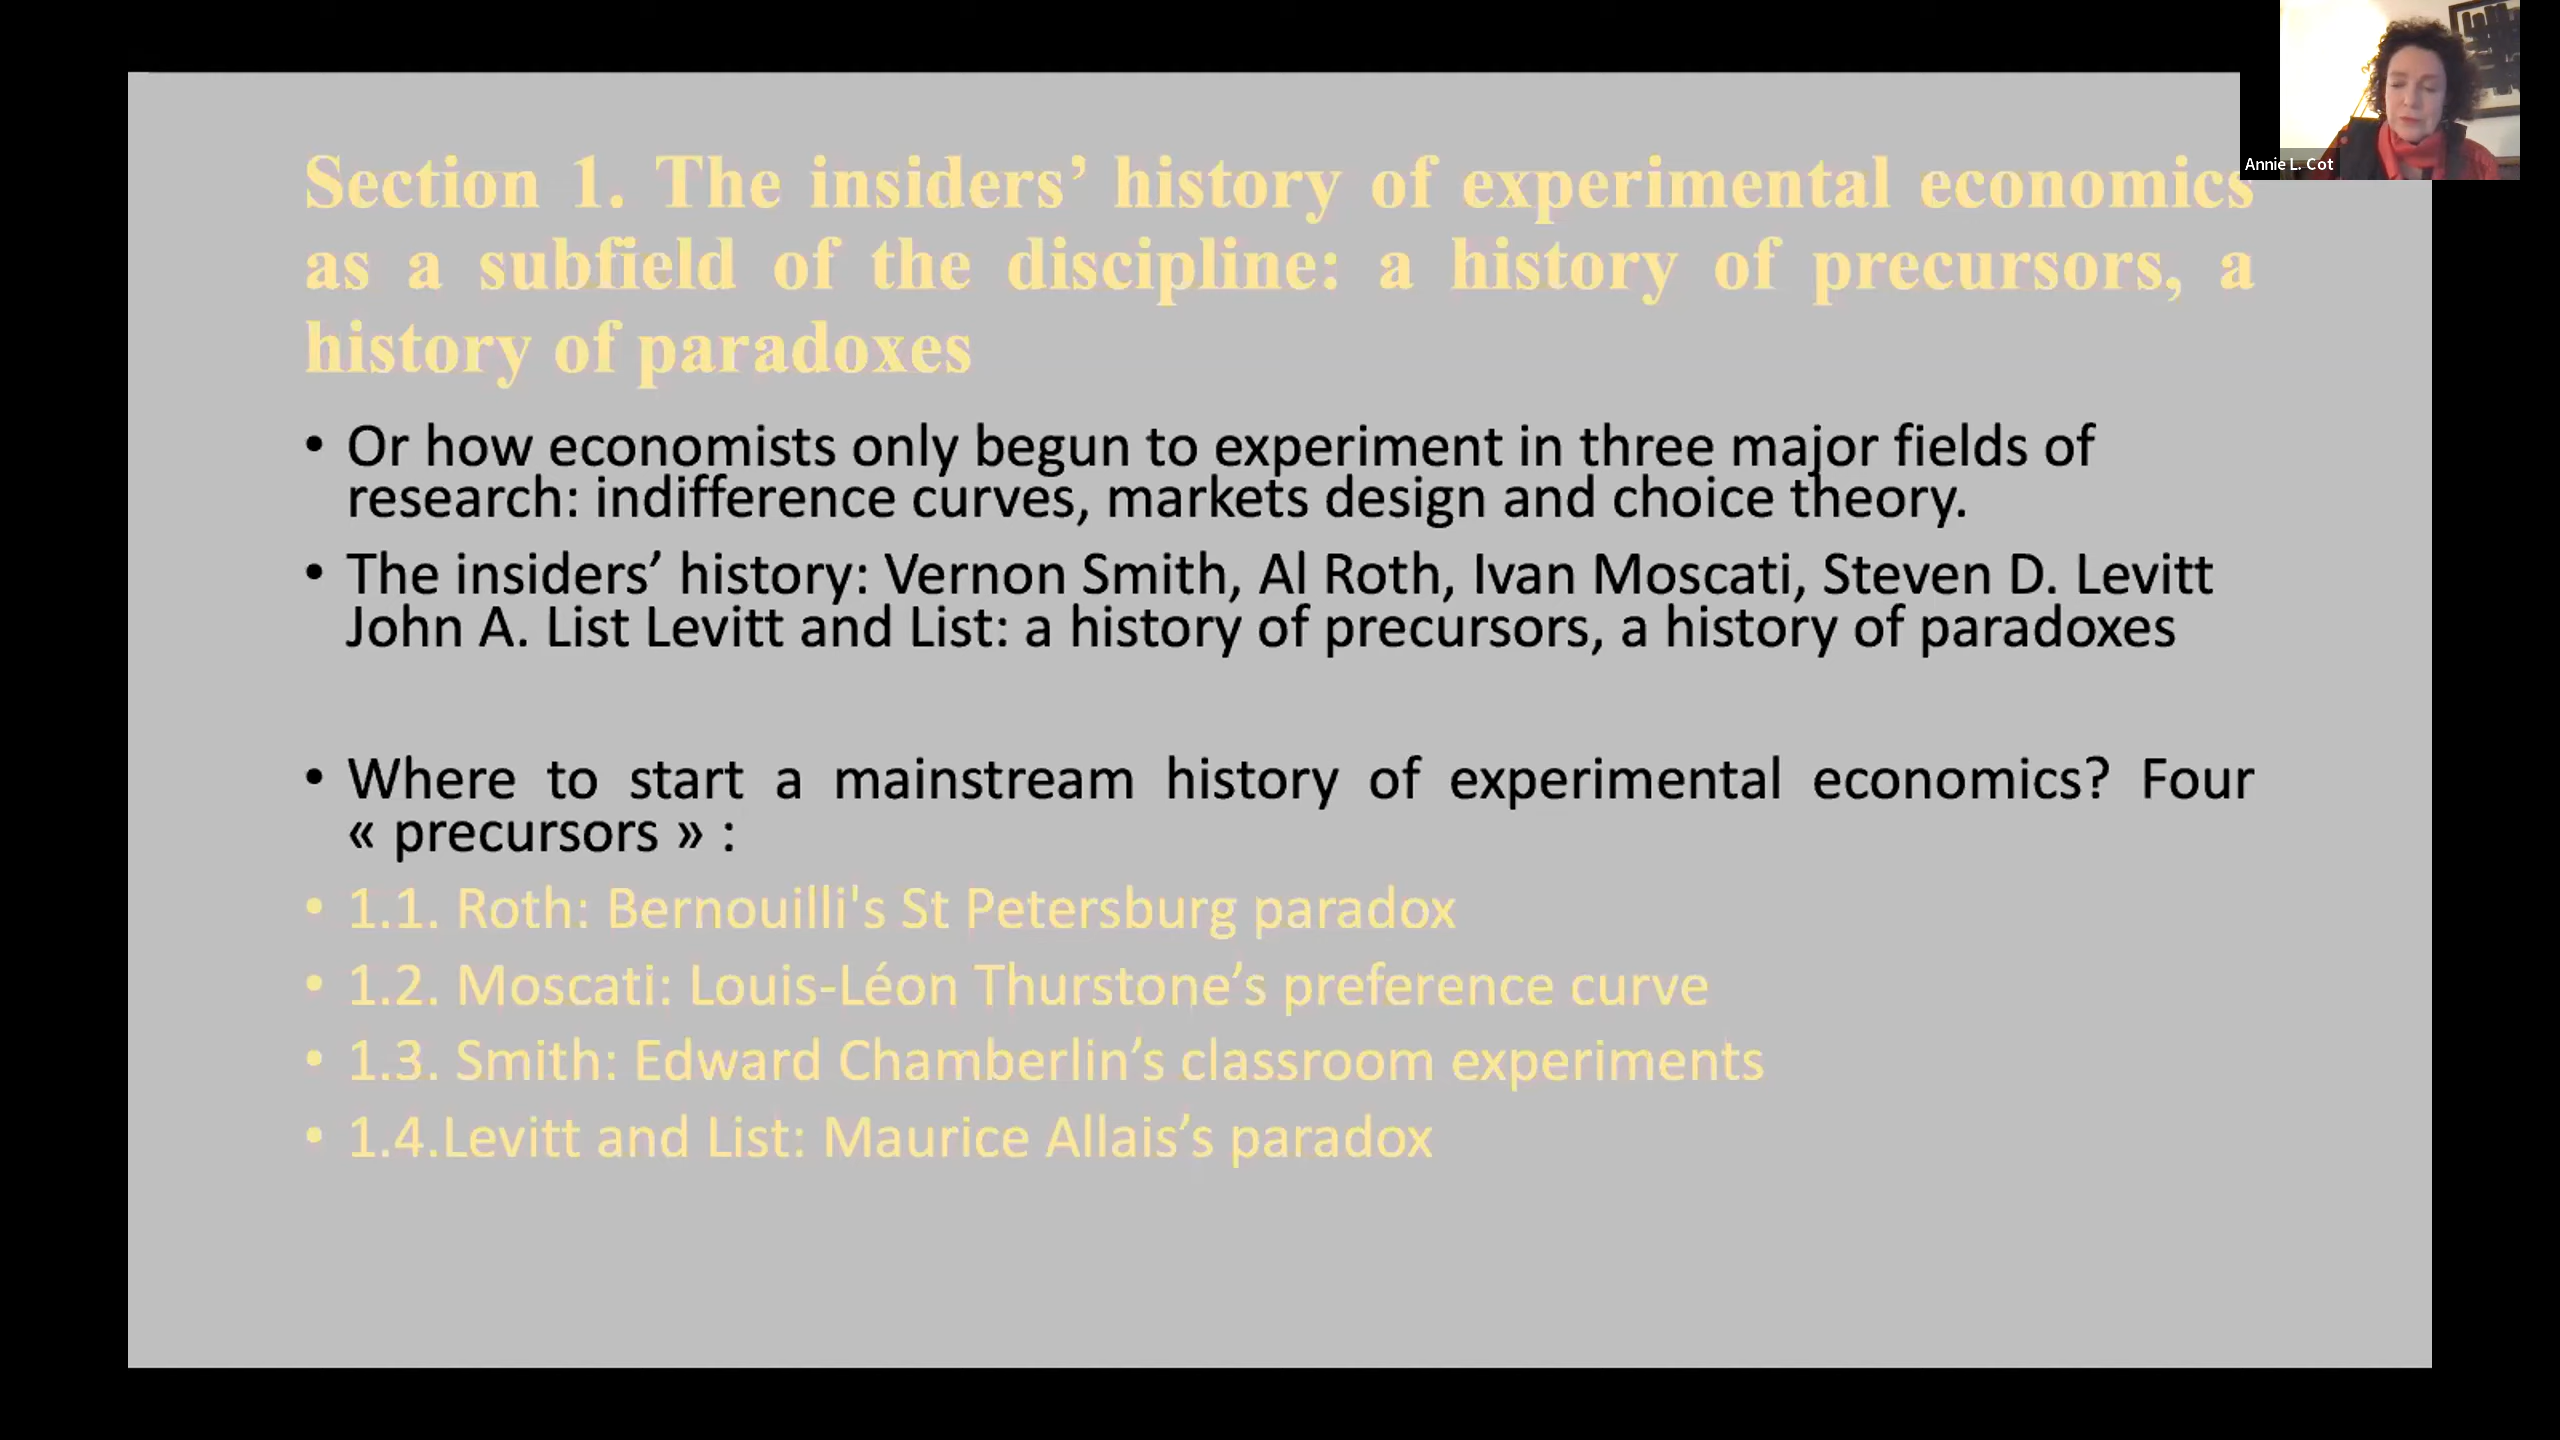 Annie L. Cot
Section 1. The insiders’ history of experimental economics
as a subfield of the discipline: a history of precursors, a
history of paradoxes
• Or how economists only begun to experiment in three major fields of
research: indifference curves, markets design and choice theory.
• The insiders’ history: Vernon Smith, Al Roth, Ivan Moscati, Steven D. Levitt
John A. List Levitt and List: a history of precursors, a history of paradoxes
• Where to start a mainstream history of experimental economics? Four
« precursors » :
• 1.1. Roth: Bernouilli's St Petersburg paradox
• 1.2. Moscati: Louis-Léon Thurstone’s preference curve
• 1.3. Smith: Edward Chamberlin’s classroom experiments
• 1.4.Levitt and List: Maurice Allais’s paradox